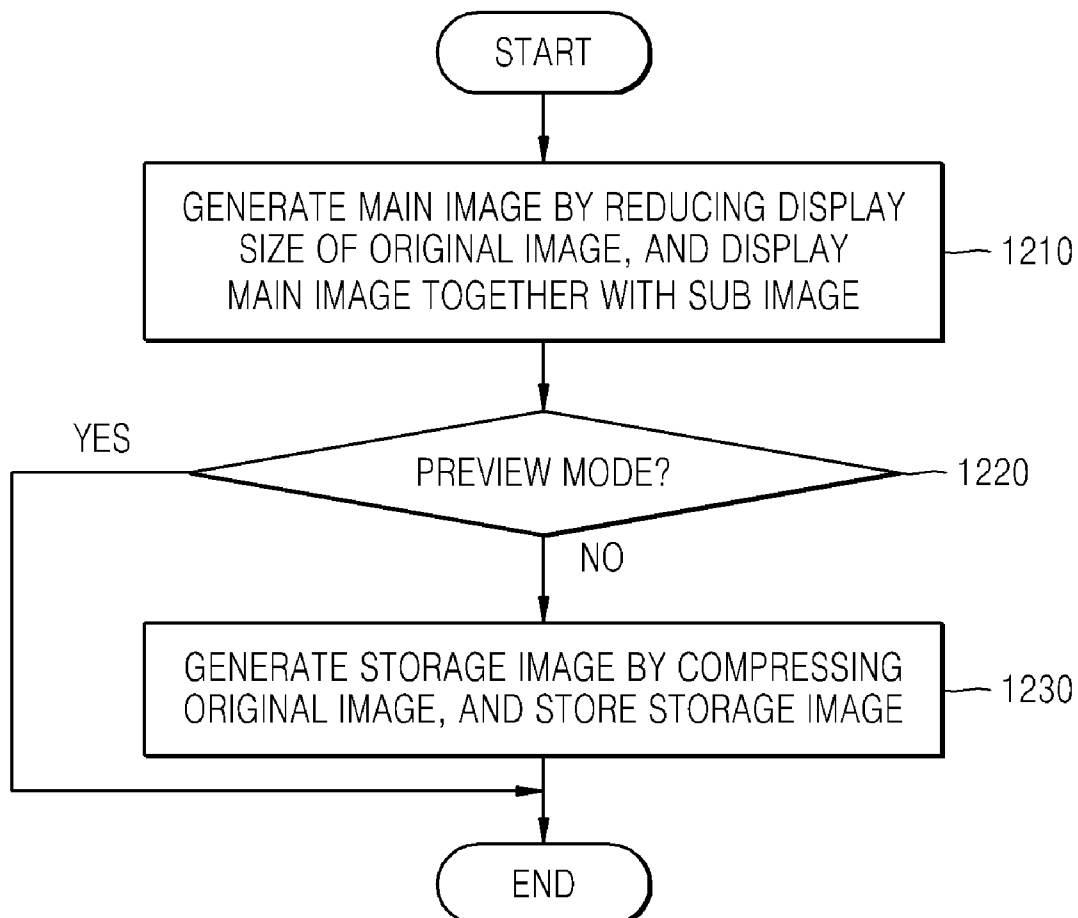 START
GENERATE MAIN IMAGE BY REDUCING DISPLAY
SIZE OF ORIGINAL IMAGE, AND DISPLAY
MAIN IMAGE TOGETHER WITH SUB IMAGE
1210
YES
PREVIEW MODE?
1220
NO
GENERATE STORAGE IMAGE BY COMPRESSING
ORIGINAL IMAGE, AND STORE STORAGE IMAGE
1230
END